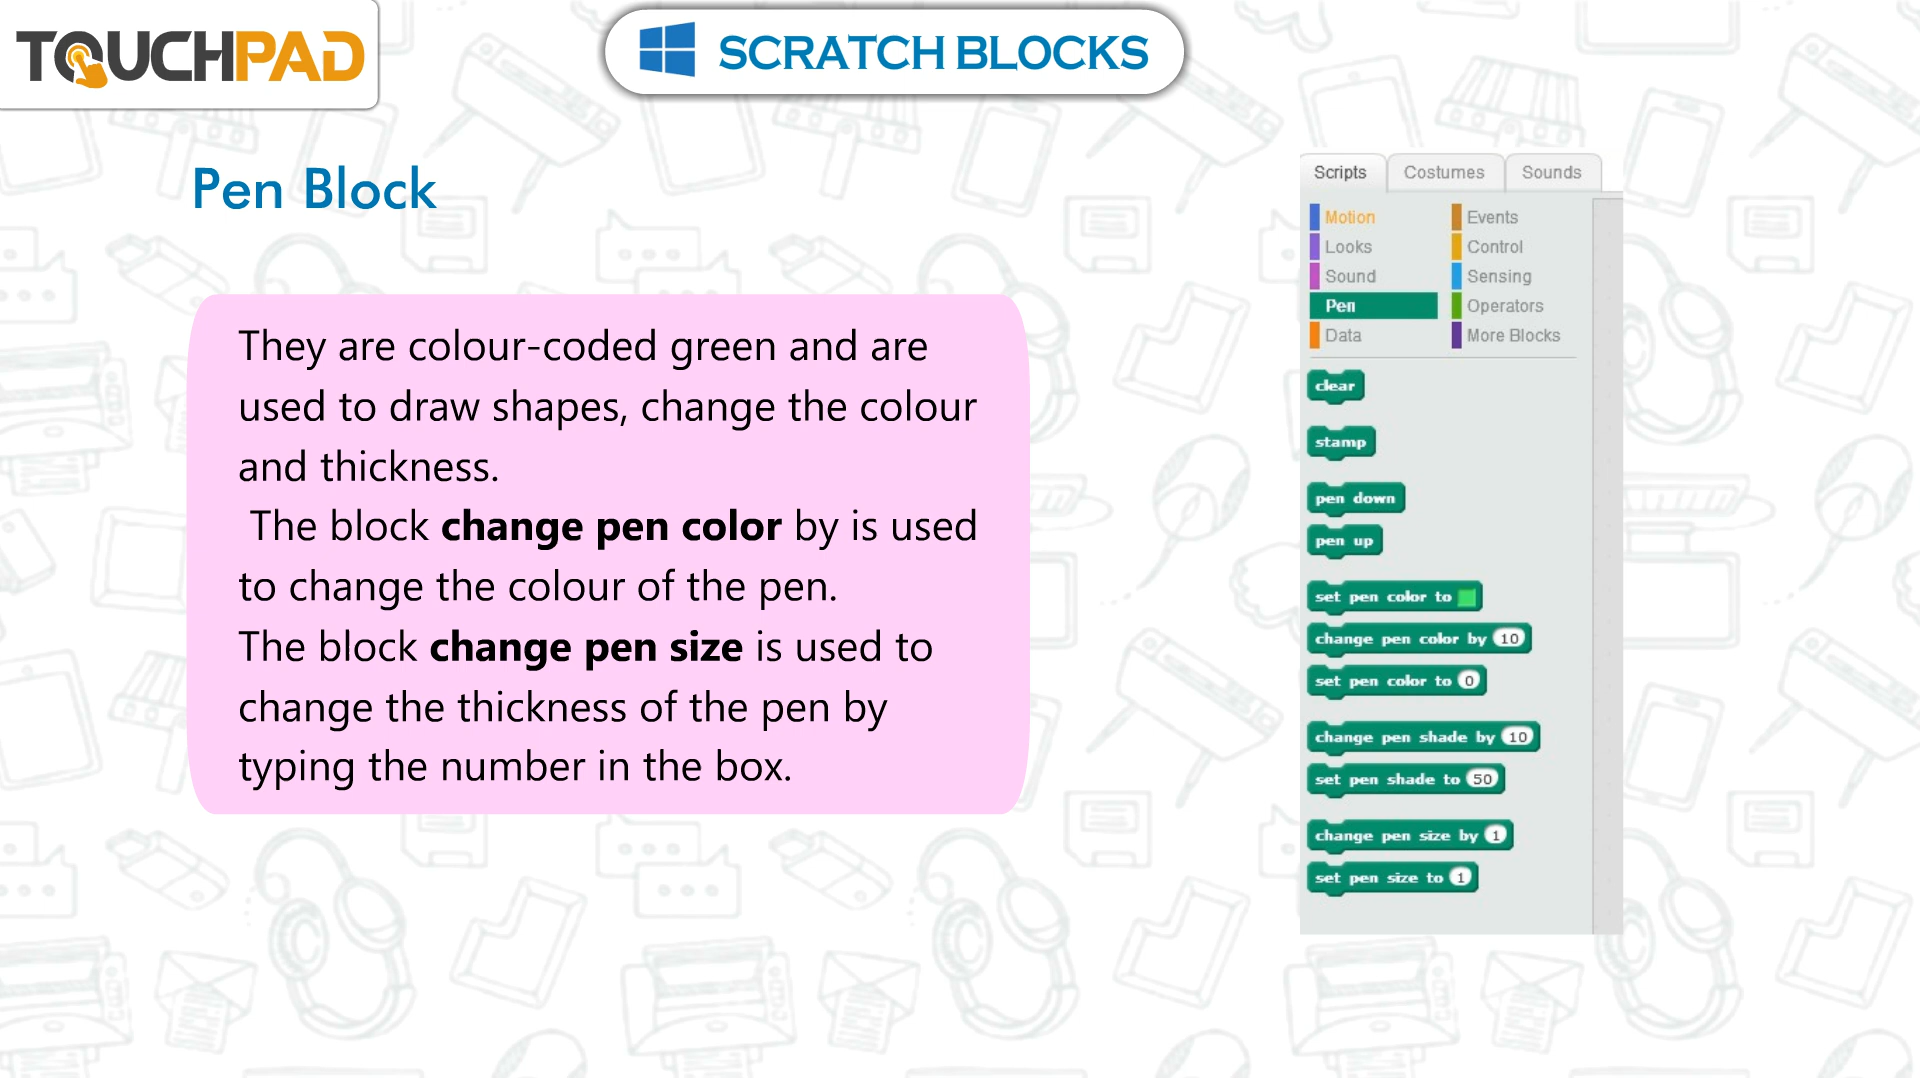 TOUCHPAD
SCRATCH BLOCKS
Pen Block
They are colour-coded green and are
used to draw shapes, change the colour
and thickness.
The block change pen color by is used
to change the colour of the pen.
The block change pen size is used to
change the thickness of the pen by
typing the number in the box.
Scripts Costumes Sounds
Motion Events
Looks Control
Sound Sensing
Pen Operators
Data More Blocks
clear
stamp
pen down
pen up
set pen color to
change pen color by 10
set pen color to 0
change pen shade by 10
set pen shade to 50
change pen size by 1
set pen size to 1